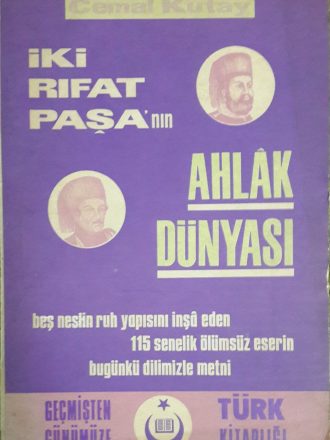 Cemal Kutay
iKi
RIFAT
PAŞA'nın
AHLÂK
DÜNYASI
beş neslin ruh yapısını inşâ eden
115 senelik ölümsüz eserin
bugünkü dilimizle metni
GEÇMİŞTEN TÜRK
GÜNÜMÜZE KİTAPLIĞI